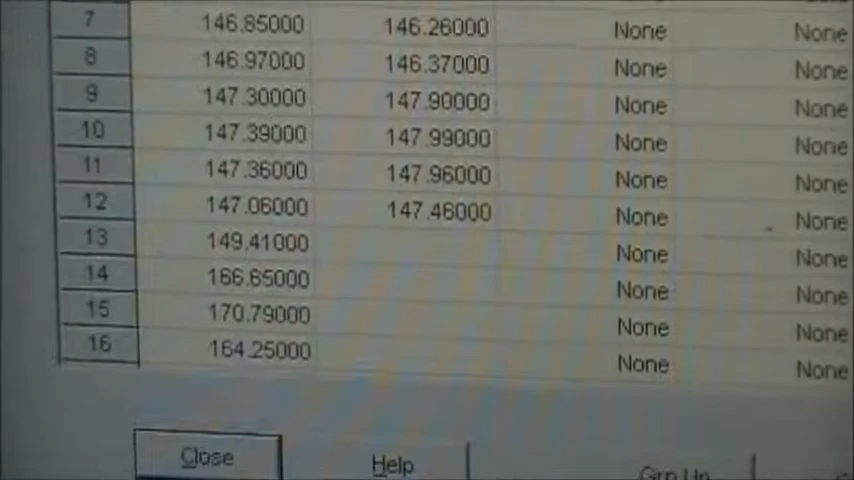 7 146.85000 146.26000 None None
8 146.97000 146.37000 None None
9 147.30000 147.90000 None None
10 147.39000 147.99000 None None
11 147.36000 147.96000 None None
12 147.06000 147.46000 None None
13 149.41000 None None
14 166.65000 None None
15 170.79000 None None
16 164.25000 None None
Close Help Grp Up